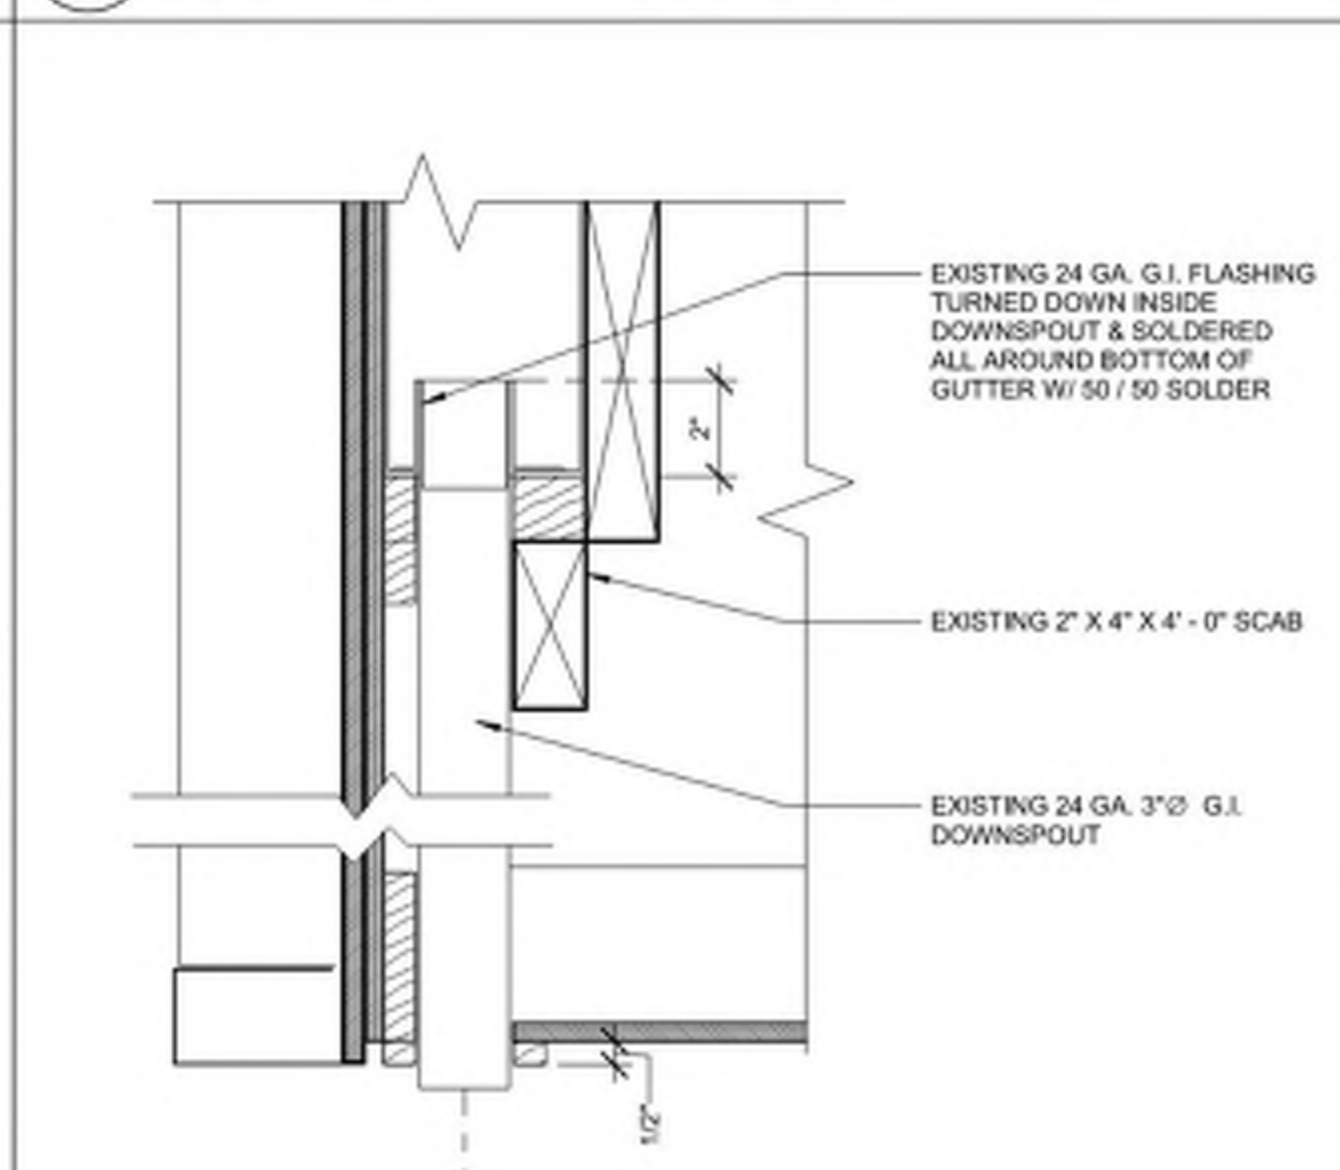 EXISTING 24 GA. G.I. FLASHING
TURNED DOWN INSIDE
DOWNSPOUT & SOLDERED
ALL AROUND BOTTOM OF
GUTTER W/ 50 / 50 SOLDER
2"
EXISTING 2" X 4" X 4' - 0" SCAB
EXISTING 24 GA. 3"∅ G.I.
DOWNSPOUT
1/2"